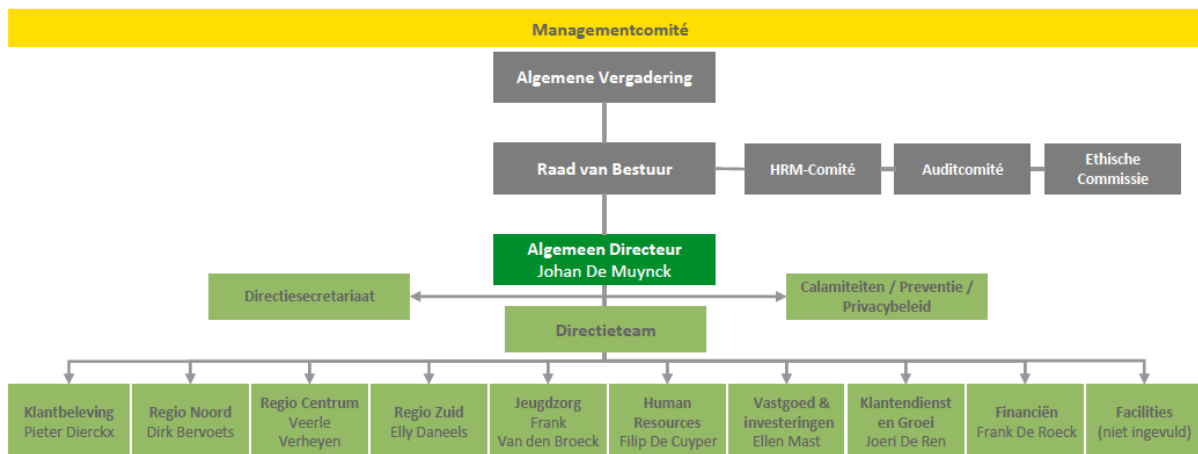 Managementcomité
Algemene Vergadering
Raad van Bestuur
HRM-Comité
Auditcomité
Ethische
Commissie
Algemeen Directeur
Johan De Muynck
Directiesecretariaat
Calamiteiten / Preventie /
Privacybeleid
Directieteam
Klantbeleving
Pieter Dierckx
Regio Noord
Dirk Bervoets
Regio Centrum
Veerle
Verheyen
Regio Zuid
Elly Daneels
Jeugdzorg
Frank
Van den Broeck
Human
Resources
Filip De Cuyper
Vastgoed &
investeringen
Ellen Mast
Klantendienst
en Groei
Joeri De Ren
Financiën
Frank De Roeck
Facilities
(niet ingevuld)